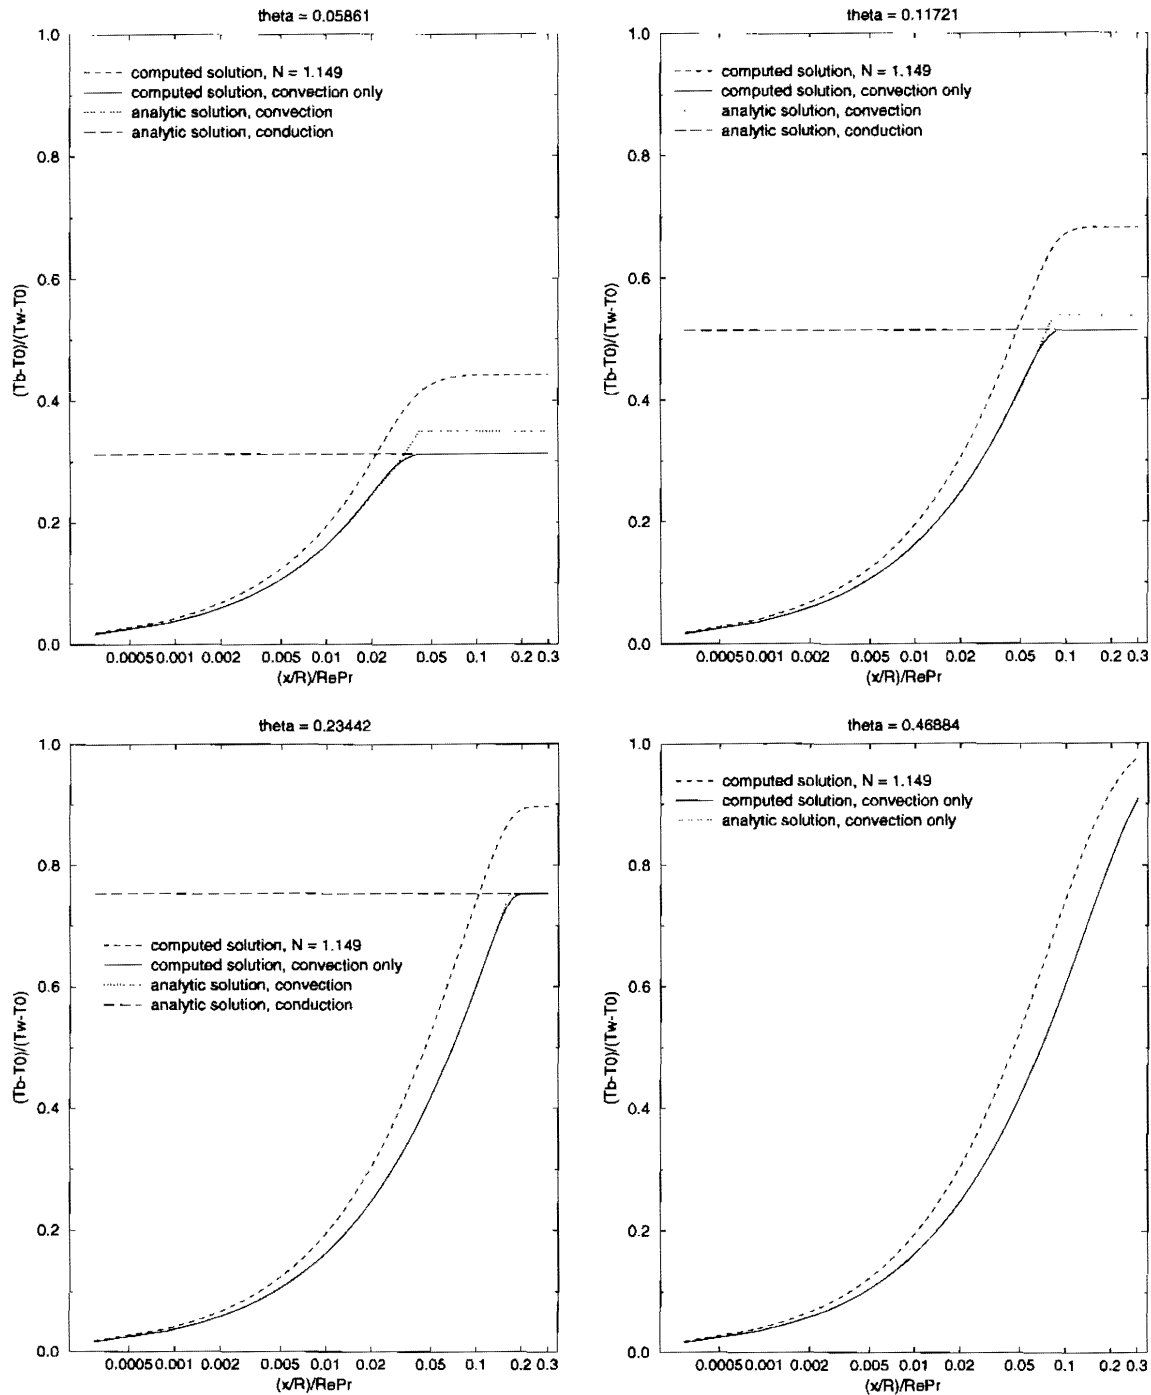 theta = 0.05861
1.0
0.8
0.6
0.4
0.2
0.0
(Tb-T0)/(Tw-T0)
computed solution, N = 1.149
computed solution, convection only
analytic solution, convection
analytic solution, conduction
0.0005 0.001 0.002 0.005 0.01 0.02 0.05 0.1 0.2 0.3
(x/R)/RePr
theta = 0.11721
1.0
0.8
0.6
0.4
0.2
0.0
(Tb-T0)/(Tw-T0)
computed solution, N = 1.149
computed solution, convection only
analytic solution, convection
analytic solution, conduction
0.0005 0.001 0.002 0.005 0.01 0.02 0.05 0.1 0.2 0.3
(x/R)/RePr
theta = 0.23442
1.0
0.8
0.6
0.4
0.2
0.0
(Tb-T0)/(Tw-T0)
computed solution, N = 1.149
computed solution, convection only
analytic solution, convection
analytic solution, conduction
0.0005 0.001 0.002 0.005 0.01 0.02 0.05 0.1 0.2 0.3
(x/R)/RePr
theta = 0.46884
1.0
0.8
0.6
0.4
0.2
0.0
(Tb-T0)/(Tw-T0)
computed solution, N = 1.149
computed solution, convection only
analytic solution, convection only
0.0005 0.001 0.002 0.005 0.01 0.02 0.05 0.1 0.2 0.3
(x/R)/RePr